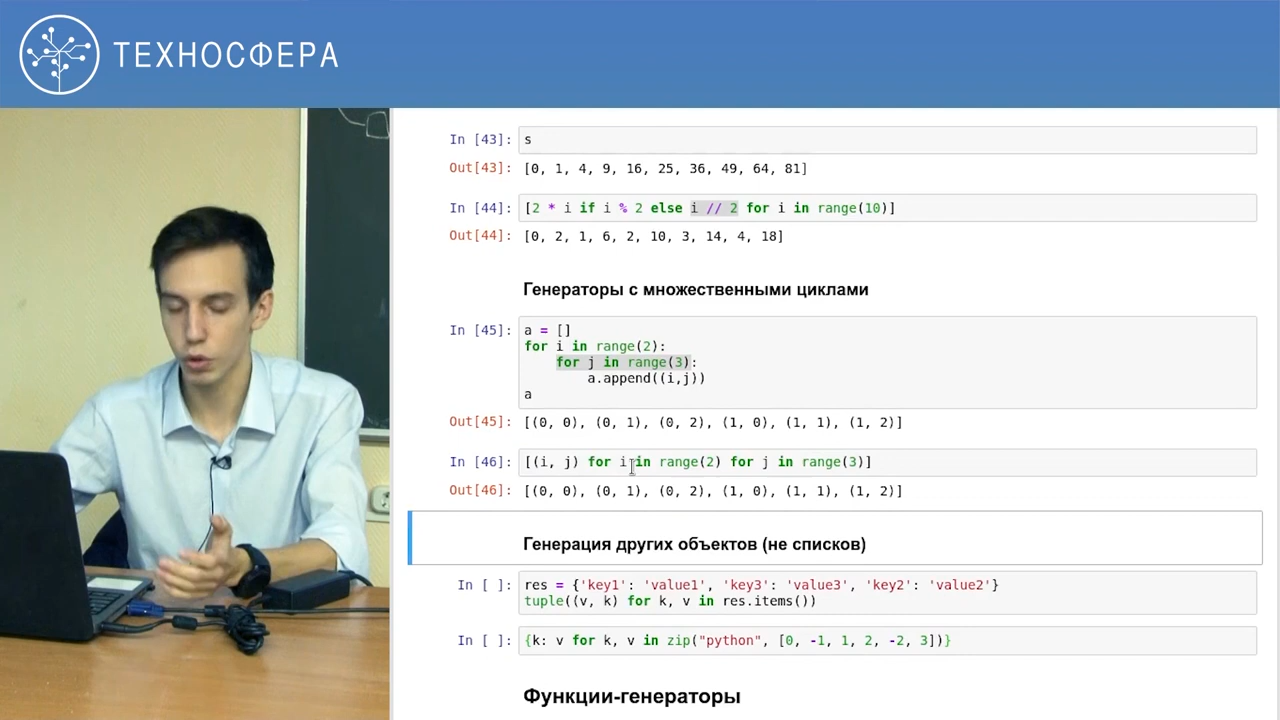 ТЕХНОСФЕРА
In [43]: s
Out[43]: [0, 1, 4, 9, 16, 25, 36, 49, 64, 81]
In [44]: [2 * i if i % 2 else i // 2 for i in range(10)]
Out[44]: [0, 2, 1, 6, 2, 10, 3, 14, 4, 18]
Генераторы с множественными циклами
In [45]: a = []
for i in range(2):
    for j in range(3):
        a.append((i,j))
a
Out[45]: [(0, 0), (0, 1), (0, 2), (1, 0), (1, 1), (1, 2)]
In [46]: [(i, j) for i in range(2) for j in range(3)]
Out[46]: [(0, 0), (0, 1), (0, 2), (1, 0), (1, 1), (1, 2)]
Генерация других объектов (не списков)
In [ ]: res = {'key1': 'value1', 'key3': 'value3', 'key2': 'value2'}
tuple((v, k) for k, v in res.items())
In [ ]: {k: v for k, v in zip("python", [0, -1, 1, 2, -2, 3])}
Функции-генераторы